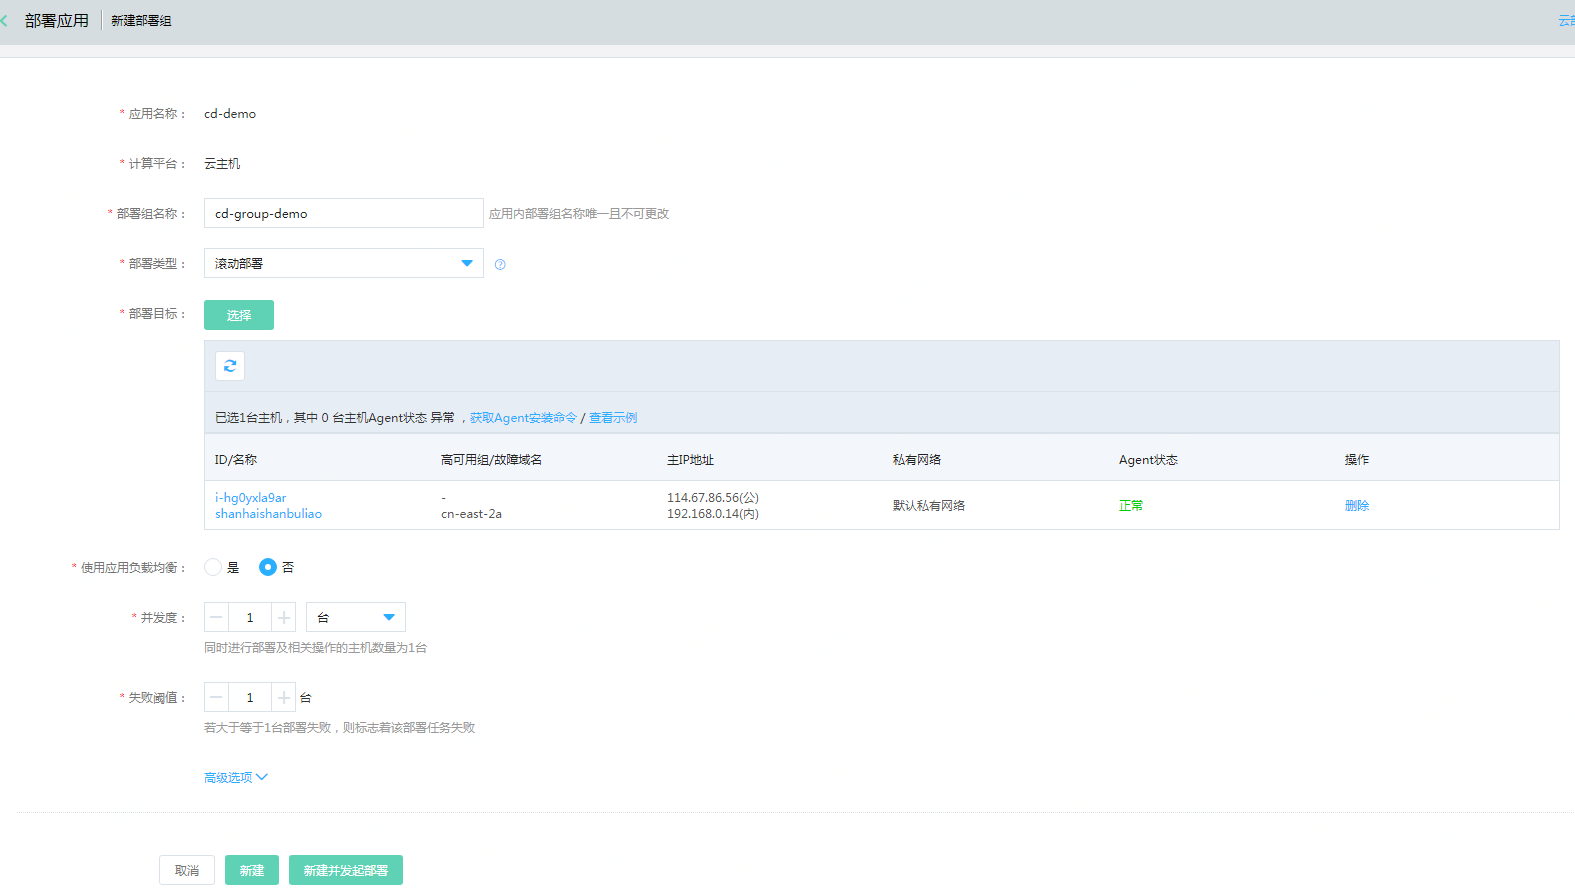 部署应用 新建部署组
* 应用名称： cd-demo
* 计算平台： 云主机
* 部署组名称： cd-group-demo 应用内部署组名称唯一且不可更改
* 部署类型： 滚动部署
* 部署目标： 选择
已选1台主机，其中 0 台主机Agent状态 异常 ，获取Agent安装命令 / 查看示例
ID/名称 高可用组/故障域名 主IP地址 私有网络 Agent状态 操作
i-hg0yxla9ar - 114.67.86.56(公)
shanhaishanbuliao cn-east-2a 192.168.0.14(内) 默认私有网络 正常 删除
* 使用应用负载均衡： 是 否
* 并发度： 1 台
同时进行部署及相关操作的主机数量为1台
* 失败阈值： 1 台
若大于等于1台部署失败，则标志着该部署任务失败
高级选项
取消 新建 新建并发起部署